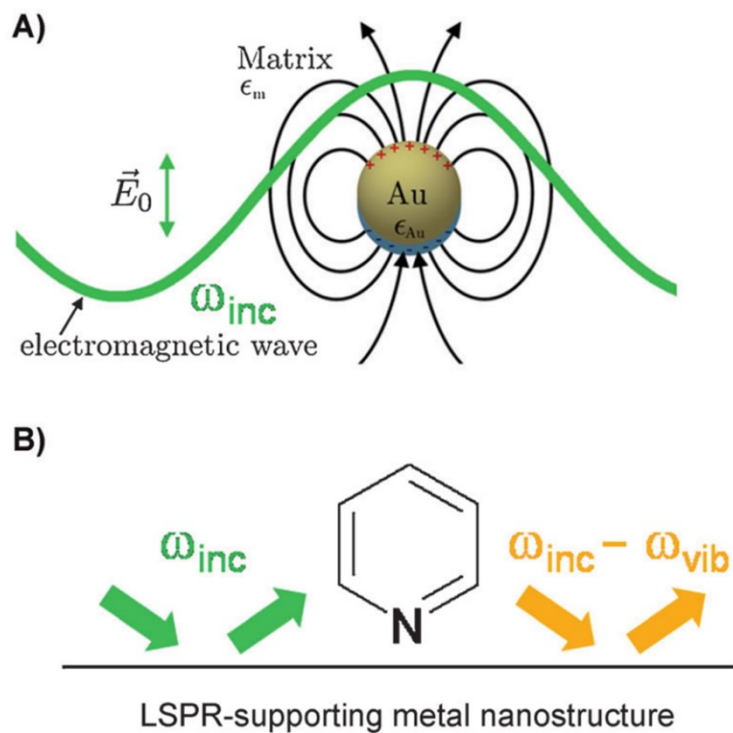 A)
Matrix
ϵm
E⃗0
Au
ϵAu
ωinc
electromagnetic wave
B)
ωinc
ωinc − ωvib
N
LSPR-supporting metal nanostructure